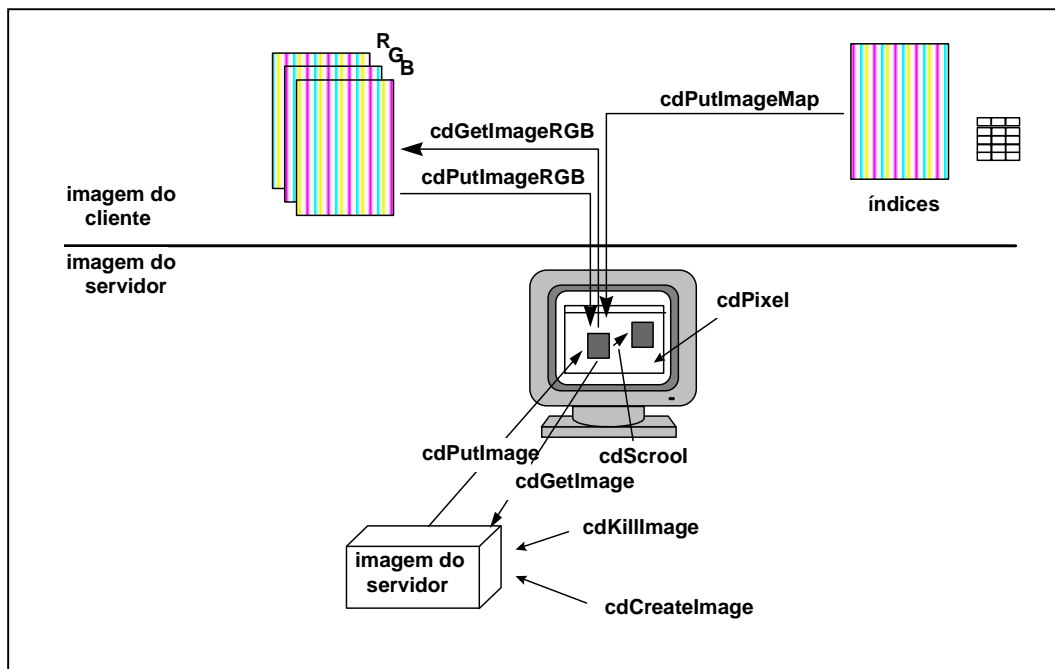 R
G
B
cdPutImageMap
cdGetImageRGB
cdPutImageRGB
imagem do
cliente
índices
imagem do
servidor
cdPixel
cdPutImage
cdScrool
cdGetImage
cdKillImage
imagem do
servidor
cdCreateImage